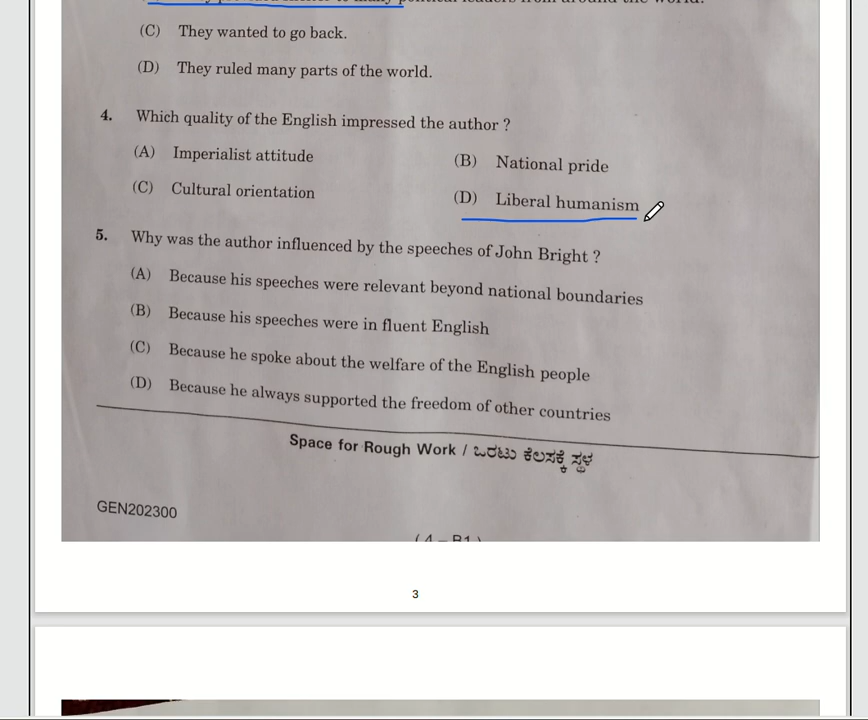 (C) They wanted to go back.
(D) They ruled many parts of the world.
4. Which quality of the English impressed the author ?
(A) Imperialist attitude (B) National pride
(C) Cultural orientation (D) Liberal humanism
5. Why was the author influenced by the speeches of John Bright ?
(A) Because his speeches were relevant beyond national boundaries
(B) Because his speeches were in fluent English
(C) Because he spoke about the welfare of the English people
(D) Because he always supported the freedom of other countries
Space for Rough Work / ಒರಟು ಕೆಲಸಕ್ಕೆ ಸ್ಥಳ
GEN202300
3